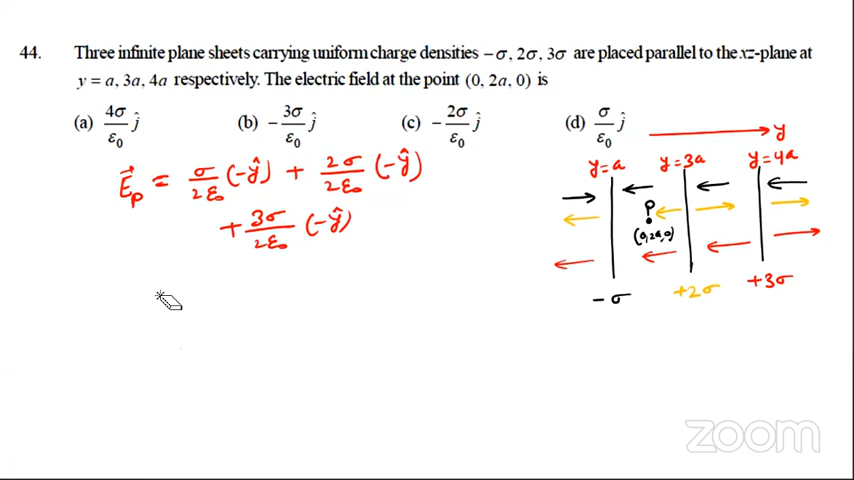 44. Three infinite plane sheets carrying uniform charge densities −σ, 2σ, 3σ are placed parallel to the xz-plane at
y = a, 3a, 4a respectively. The electric field at the point (0, 2a, 0) is
(a) 4σ/ε₀ ĵ (b) −3σ/ε₀ ĵ (c) −2σ/ε₀ ĵ (d) σ/ε₀ ĵ
y
y=a y=3a y=4a
E⃗p = σ/2ε₀ (−ŷ) + 2σ/2ε₀ (−ŷ)
+ 3σ/2ε₀ (−ŷ)
P
(0,2a,0)
−σ +2σ +3σ
zoom